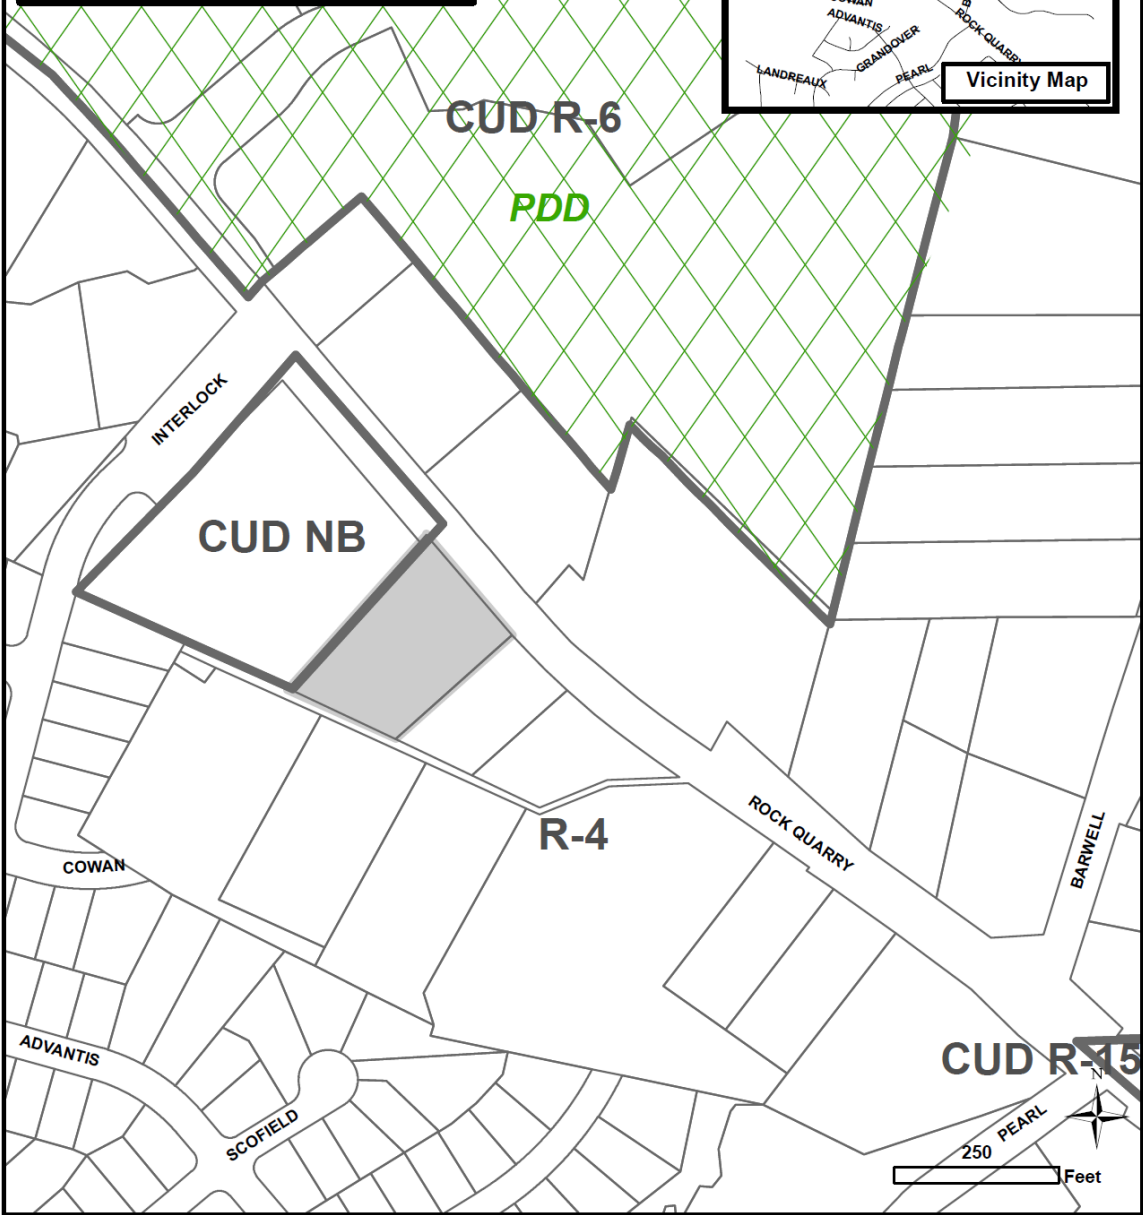 ADVANTIS
ROCK QUARRY
GRANDOVER
LANDREAUX
PEARL
Vicinity Map
CUD R-6
PDD
INTERLOCK
CUD NB
R-4
ROCK QUARRY
BARWELL
COWAN
ADVANTIS
CUD R-15
N
SCOFIELD
PEARL
250
Feet